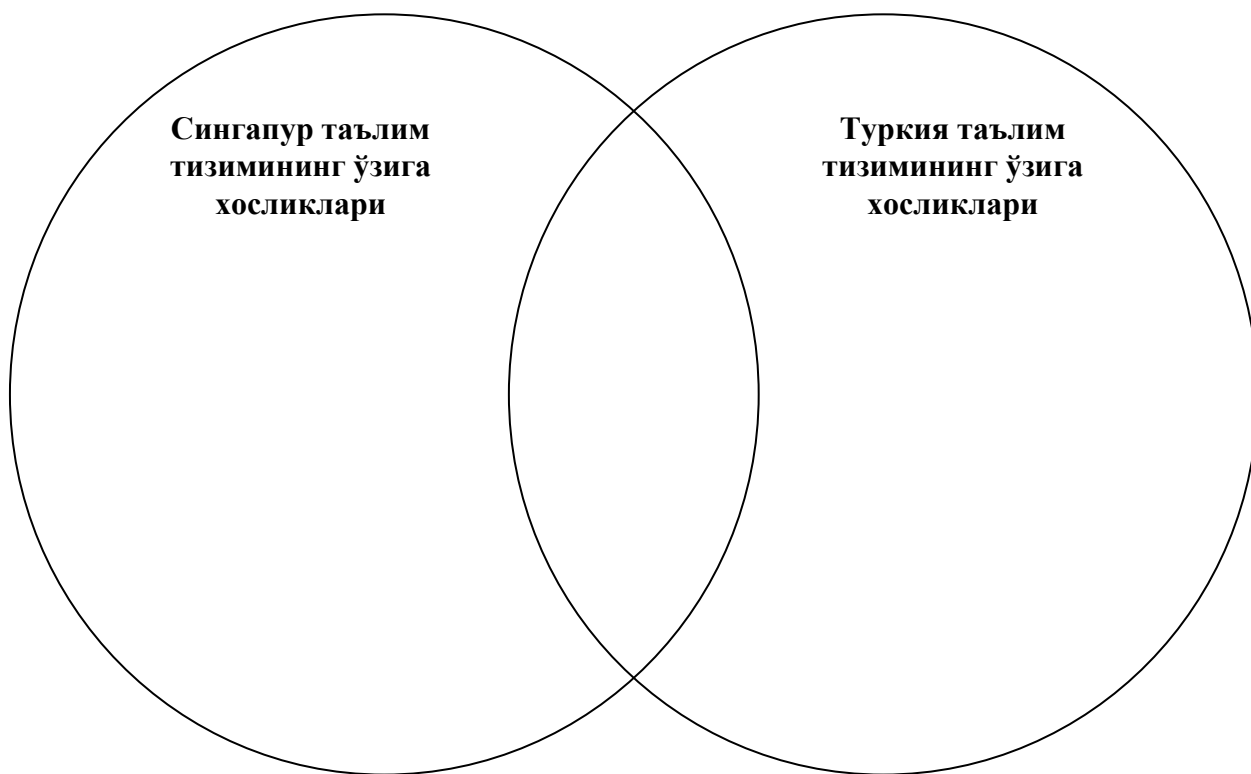 Сингапур таълим
тизимининг ўзига
хосликлари
Туркия таълим
тизимининг ўзига
хосликлари